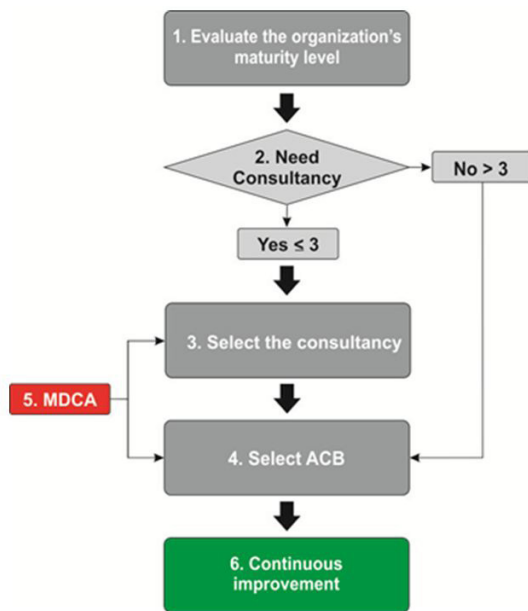 1. Evaluate the organization's
maturity level
2. Need
Consultancy
No > 3
Yes ≤ 3
3. Select the consultancy
5. MDCA
4. Select ACB
6. Continuous
improvement